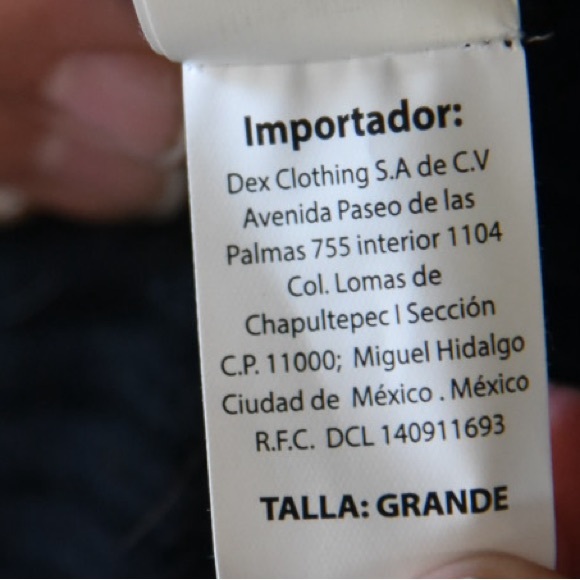 Importador:
Dex Clothing S.A de C.V
Avenida Paseo de las
Palmas 755 interior 1104
Col. Lomas de
Chapultepec I Sección
C.P. 11000; Miguel Hidalgo
Ciudad de México . México
R.F.C. DCL 140911693
TALLA: GRANDE